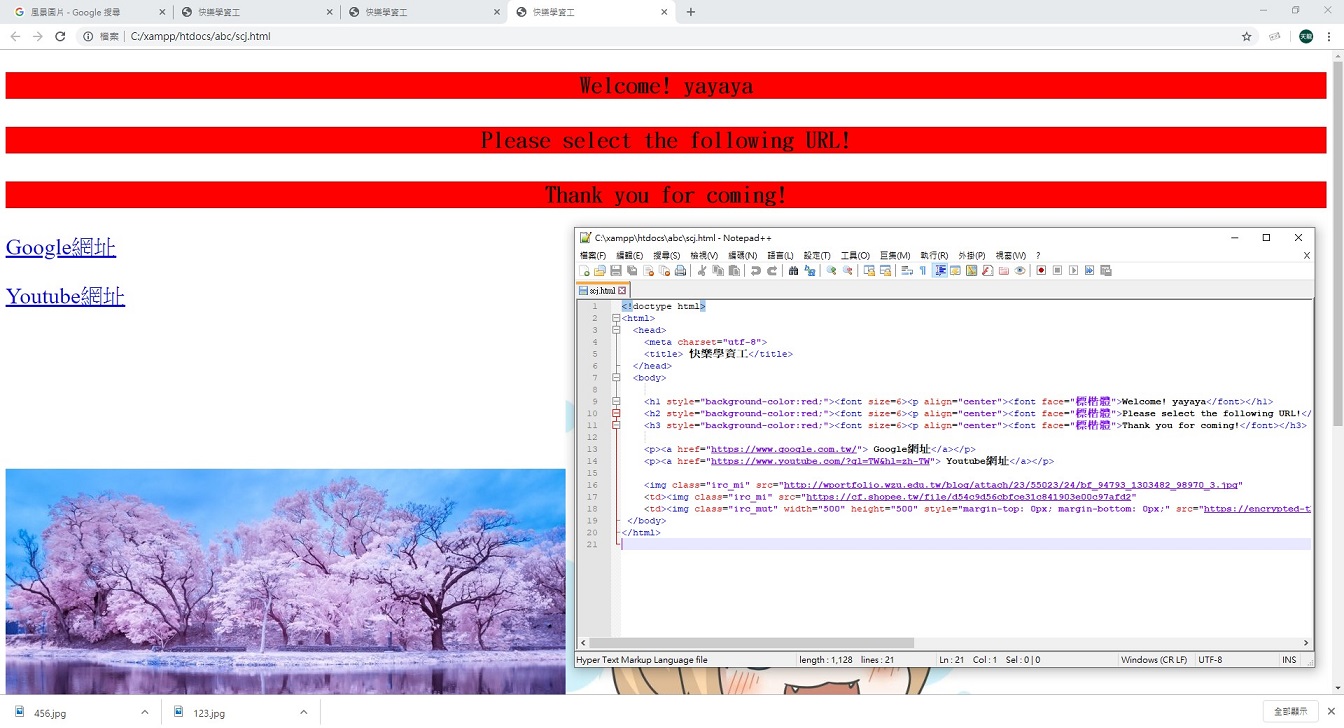 風景圖片 - Google 搜尋
快樂學資工
快樂學資工
快樂學資工
檔案 | C:/xampp/htdocs/abc/scj.html
Welcome! yayaya
Please select the following URL!
Thank you for coming!
Google網址
Youtube網址
C:\xampp\htdocs\abc\scj.html - Notepad++
檔案(F) 編輯(E) 搜尋(S) 檢視(V) 編碼(N) 語言(L) 設定(T) 工具(O) 巨集(M) 執行(R) 外掛(P) 視窗(W) ? X
scj.html
1 <!doctype html>
2 <html>
3 <head>
4 <meta charset="utf-8">
5 <title> 快樂學資工</title>
6 </head>
7 <body>
8
9 <h1 style="background-color:red;"><font size=6><p align="center"><font face="標楷體">Welcome! yayaya</font></h1>
10 <h2 style="background-color:red;"><font size=6><p align="center"><font face="標楷體">Please select the following URL!</
11 <h3 style="background-color:red;"><font size=6><p align="center"><font face="標楷體">Thank you for coming!</font></h3>
12
13 <p><a href="https://www.google.com.tw/"> Google網址</a></p>
14 <p><a href="https://www.youtube.com/?gl=TW&hl=zh-TW"> Youtube網址</a></p>
15
16 <img class="irc_mi" src="http://wportfolio.wzu.edu.tw/blog/attach/23/55023/24/bf_94793_1303482_98970_3.jpg"
17 <td><img class="irc_mi" src="https://cf.shopee.tw/file/d54c9d56cbfce31c841903e00c97afd2"
18 <td><img class="irc_mut" width="500" height="500" style="margin-top: 0px; margin-bottom: 0px;" src="https://encrypted-t
19 </body>
20 </html>
21
Hyper Text Markup Language file length : 1,128 lines : 21 Ln : 21 Col : 1 Sel : 0 | 0 Windows (CR LF) UTF-8 INS
456.jpg
123.jpg
全部顯示